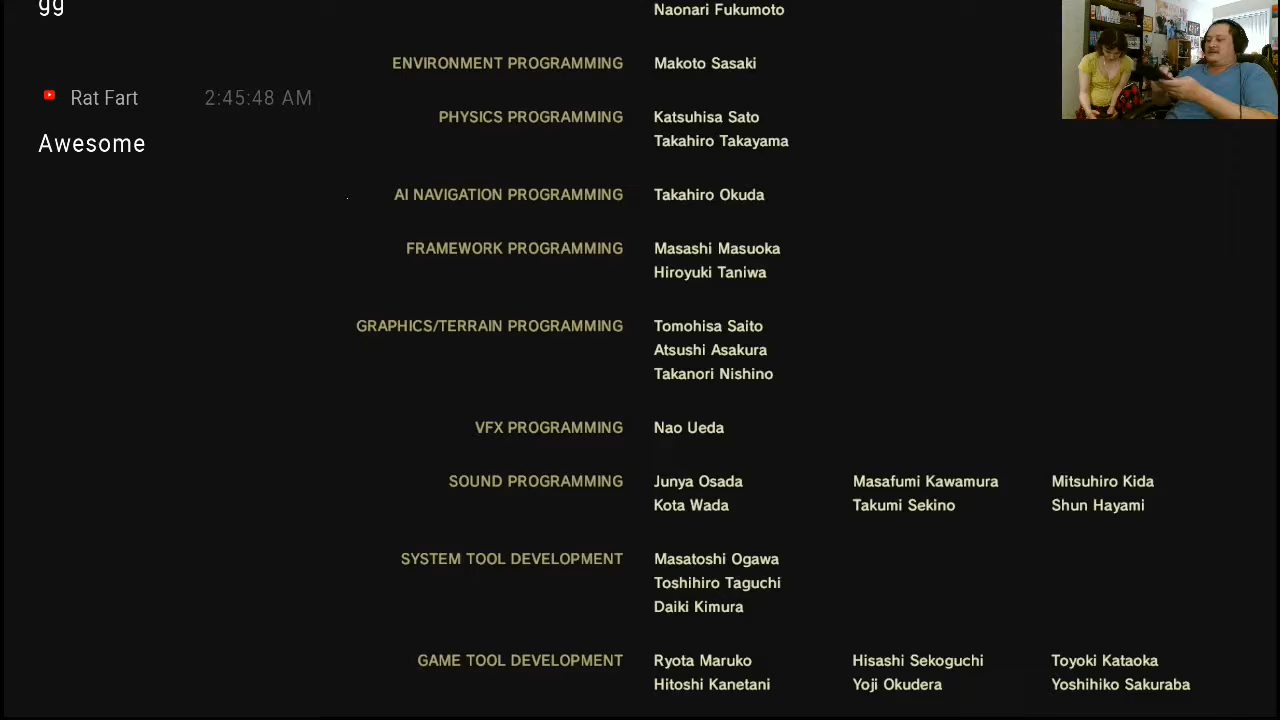 gg
Rat Fart 2:45:48 AM
Awesome
Naonari Fukumoto
ENVIRONMENT PROGRAMMING Makoto Sasaki
PHYSICS PROGRAMMING Katsuhisa Sato
Takahiro Takayama
AI NAVIGATION PROGRAMMING Takahiro Okuda
FRAMEWORK PROGRAMMING Masashi Masuoka
Hiroyuki Taniwa
GRAPHICS/TERRAIN PROGRAMMING Tomohisa Saito
Atsushi Asakura
Takanori Nishino
VFX PROGRAMMING Nao Ueda
SOUND PROGRAMMING Junya Osada Masafumi Kawamura Mitsuhiro Kida
Kota Wada Takumi Sekino Shun Hayami
SYSTEM TOOL DEVELOPMENT Masatoshi Ogawa
Toshihiro Taguchi
Daiki Kimura
GAME TOOL DEVELOPMENT Ryota Maruko Hisashi Sekoguchi Toyoki Kataoka
Hitoshi Kanetani Yoji Okudera Yoshihiko Sakuraba